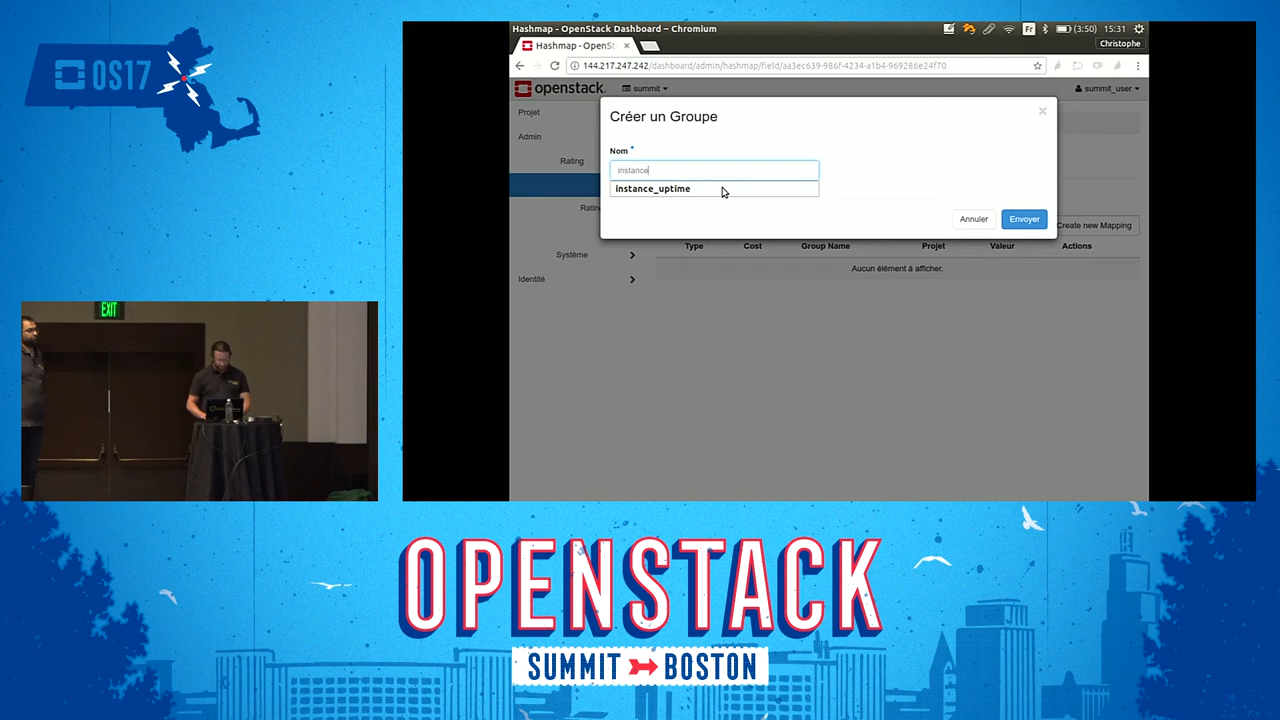 OS17
EXIT
Hashmap - OpenStack Dashboard – Chromium
Fr
(3:50)
15:31
Hashmap - OpenSt
Christophe
144.217.247.242/dashboard/admin/hashmap/field/aa3ec639-986f-4234-a1b4-969286e24f70
openstack.
summit
summit_user
Projet
Admin
Rating
Ratin
Système
Identité
Créer un Groupe
Nom *
instance
instance_uptime
Annuler
Envoyer
Create new Mapping
Type Cost Group Name Projet Valeur Actions
Aucun élément à afficher.
OPENSTACK
SUMMIT BOSTON